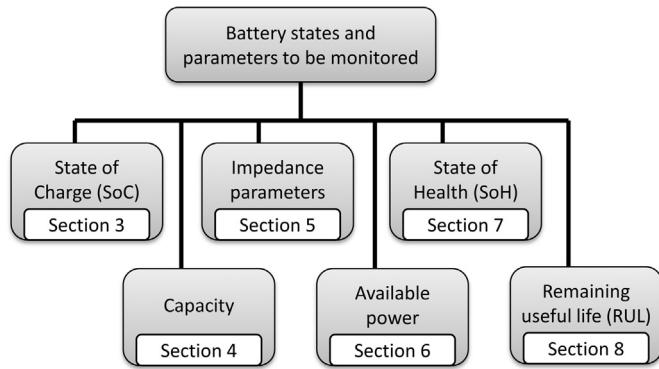 Battery states and
parameters to be monitored
State of
Charge (SoC)
Section 3
Impedance
parameters
Section 5
State of
Health (SoH)
Section 7
Capacity
Section 4
Available
power
Section 6
Remaining
useful life (RUL)
Section 8